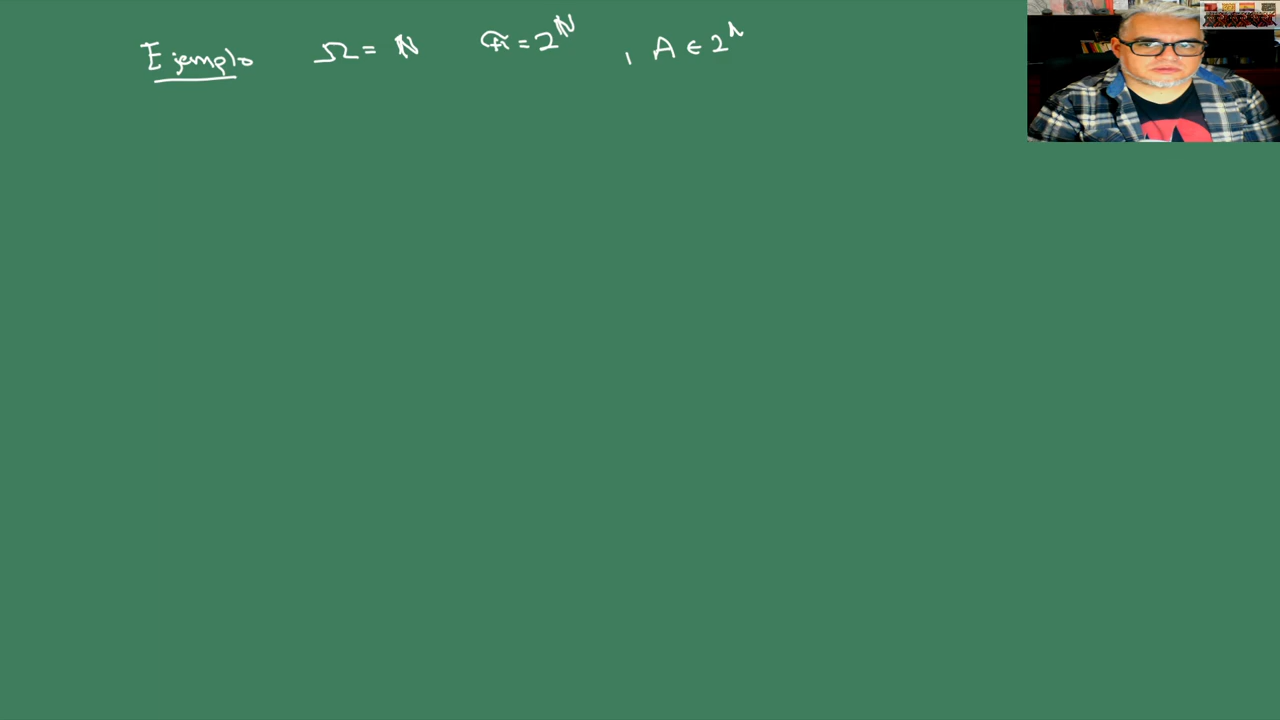 Ejemplo Ω = ℕ 𝓕 = 2^ℕ , A ∈ 2^ℕ